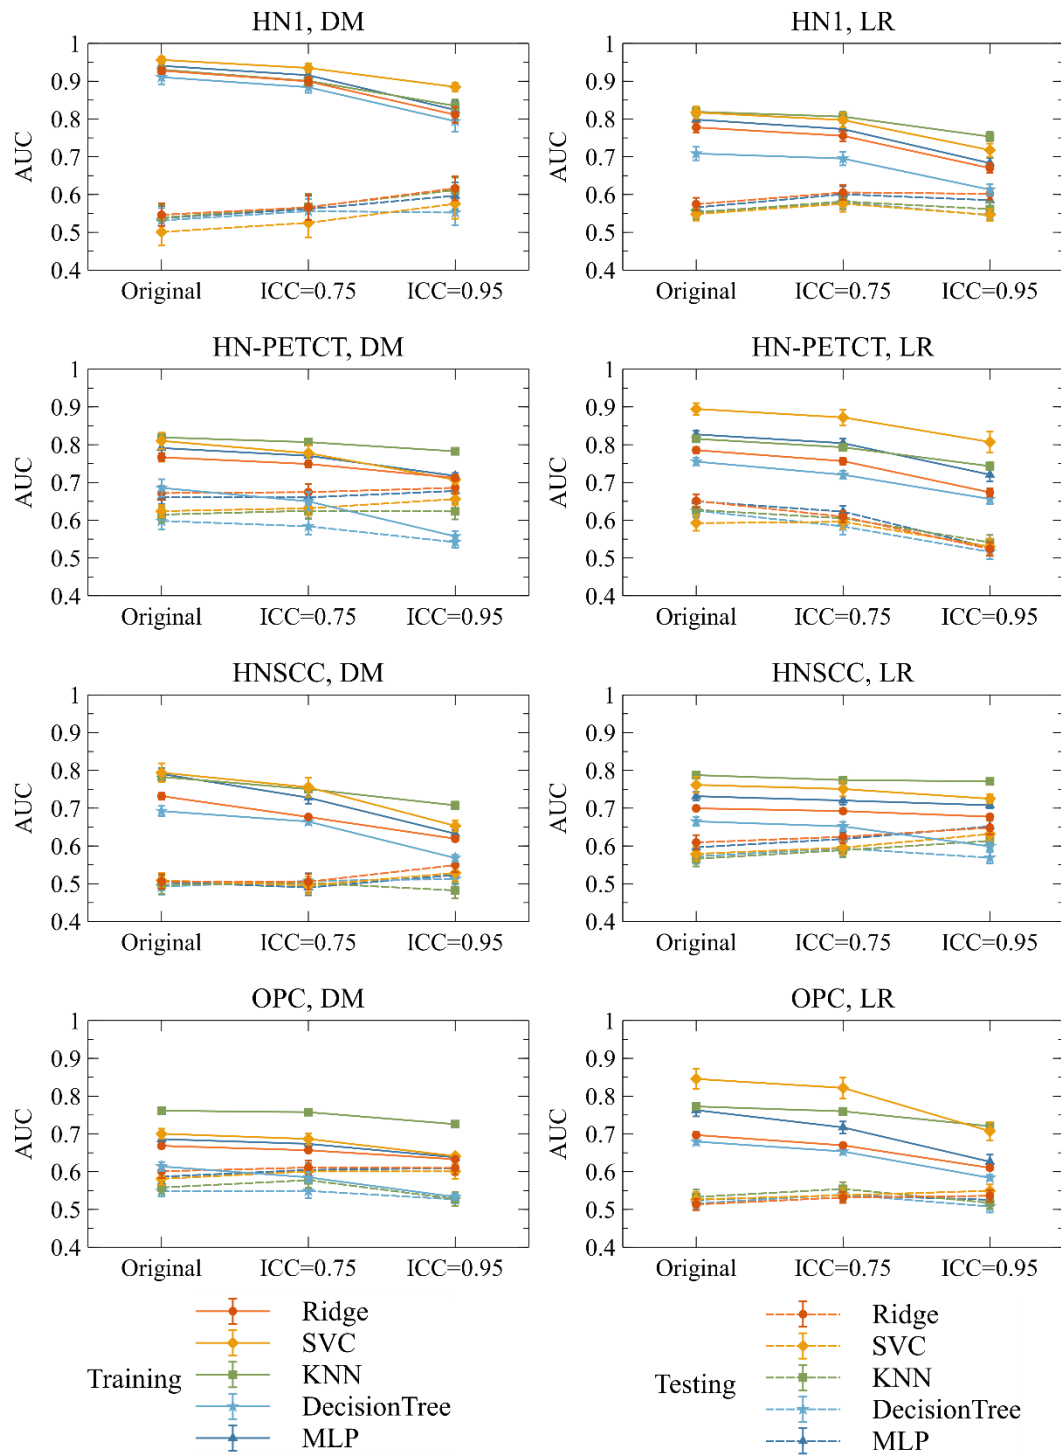 HN1, DM
1
0.9
0.8
0.7
0.6
0.5
0.4
AUC
Original ICC=0.75 ICC=0.95
HN1, LR
1
0.9
0.8
0.7
0.6
0.5
0.4
AUC
Original ICC=0.75 ICC=0.95
HN-PETCT, DM
1
0.9
0.8
0.7
0.6
0.5
0.4
AUC
Original ICC=0.75 ICC=0.95
HN-PETCT, LR
1
0.9
0.8
0.7
0.6
0.5
0.4
AUC
Original ICC=0.75 ICC=0.95
HNSCC, DM
1
0.9
0.8
0.7
0.6
0.5
0.4
AUC
Original ICC=0.75 ICC=0.95
HNSCC, LR
1
0.9
0.8
0.7
0.6
0.5
0.4
AUC
Original ICC=0.75 ICC=0.95
OPC, DM
1
0.9
0.8
0.7
0.6
0.5
0.4
AUC
Original ICC=0.75 ICC=0.95
OPC, LR
1
0.9
0.8
0.7
0.6
0.5
0.4
AUC
Original ICC=0.75 ICC=0.95
Training
Ridge
SVC
KNN
DecisionTree
MLP
Testing
Ridge
SVC
KNN
DecisionTree
MLP